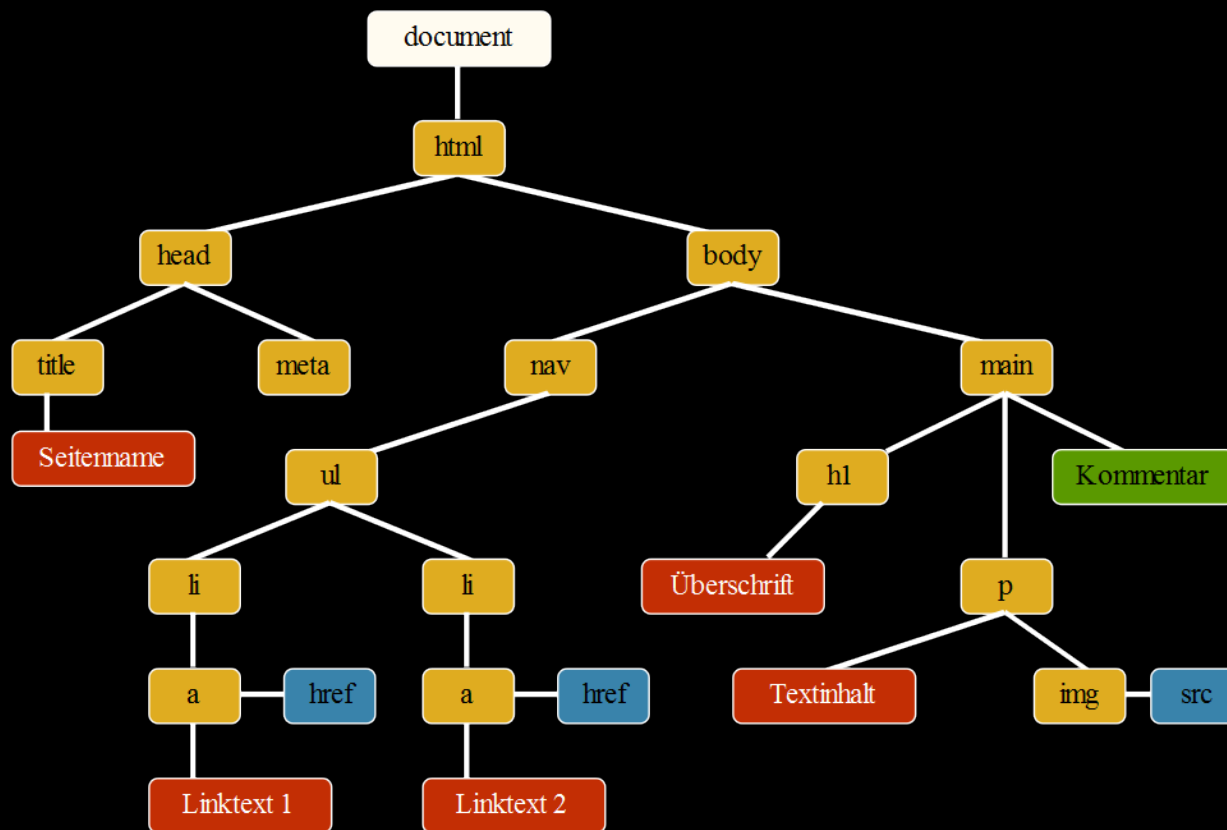 document
html
head
body
title
meta
nav
main
Seitenname
ul
h1
Kommentar
li
li
Überschrift
p
a
href
a
href
Textinhalt
img
src
Linktext 1
Linktext 2